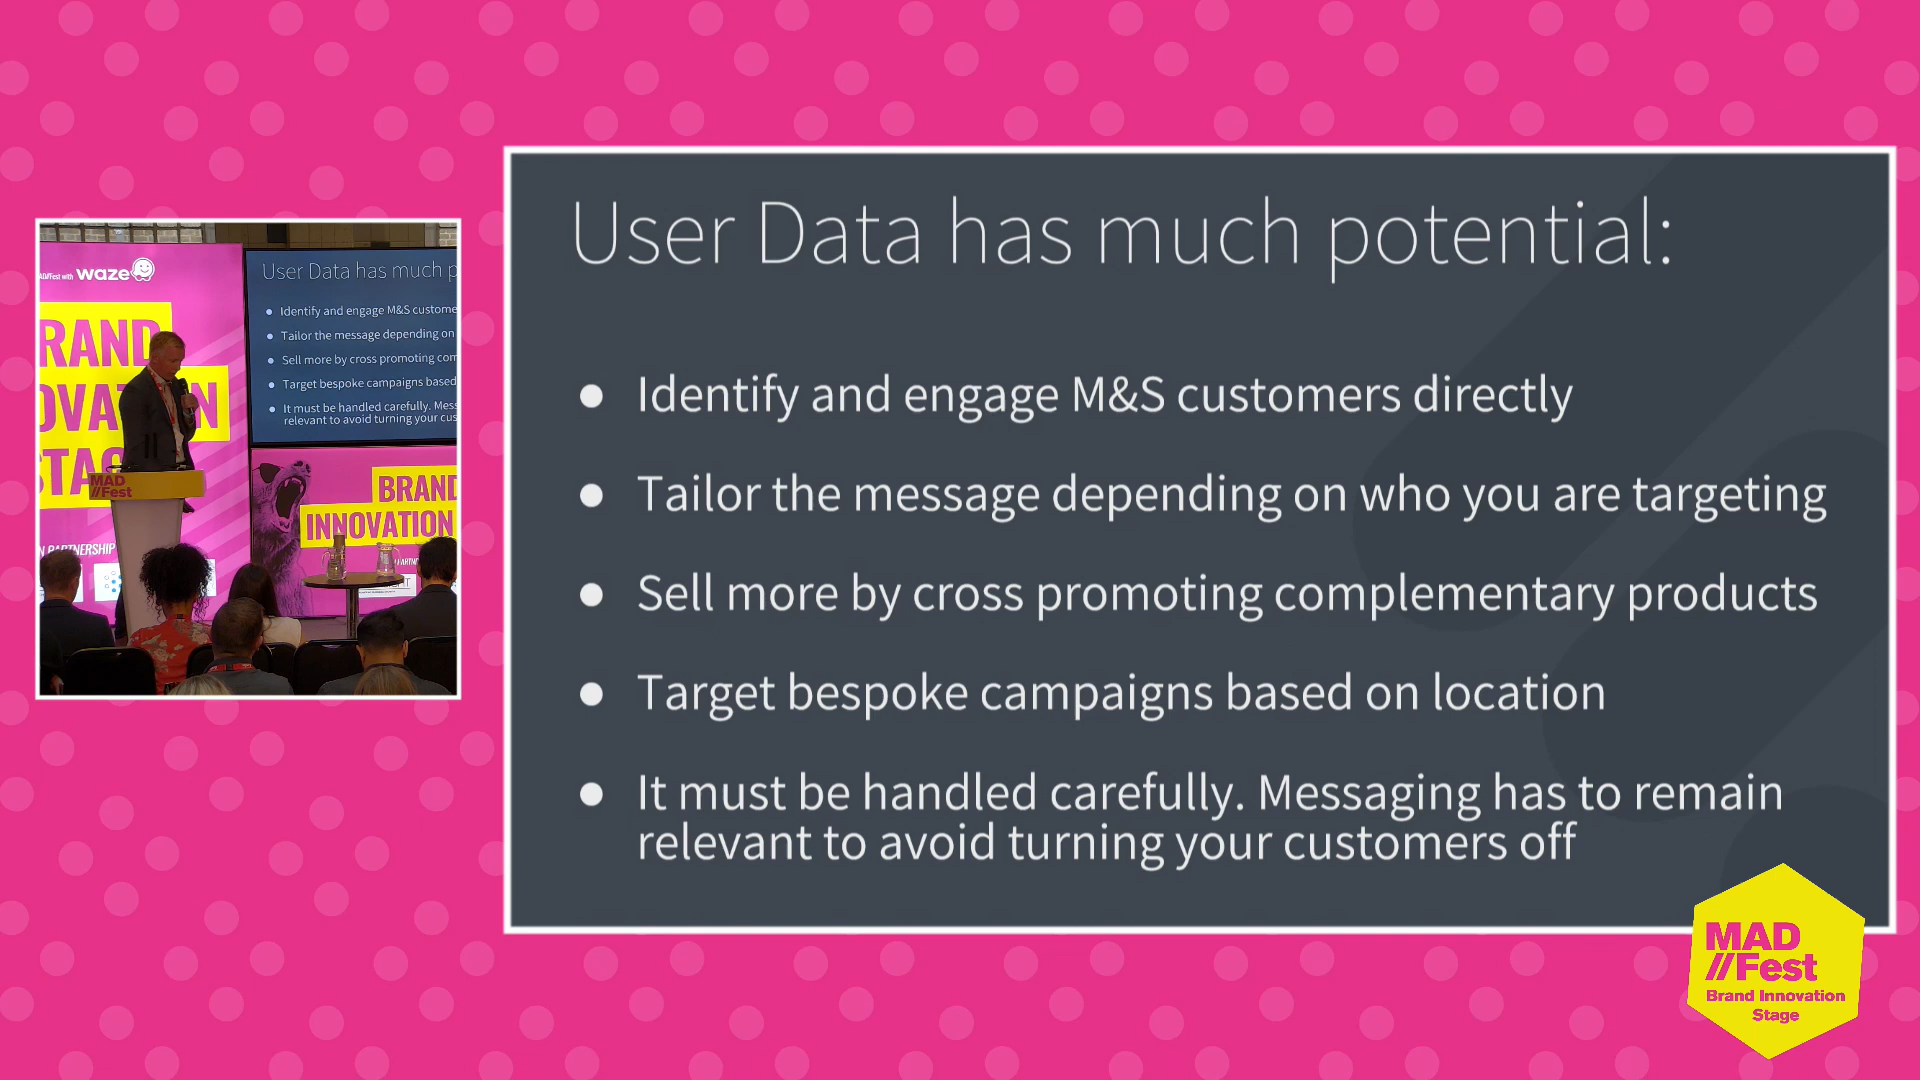 User Data has much potential:
● Identify and engage M&S customers directly
● Tailor the message depending on who you are targeting
● Sell more by cross promoting complementary products
● Target bespoke campaigns based on location
● It must be handled carefully. Messaging has to remain
relevant to avoid turning your customers off
MAD
//Fest
Brand Innovation
Stage
with waze
RAND
OVA N
STAG
MAD
//Fest
N PARTNERSHIP
User Data has much p
● Identify and engage M&S custome
● Tailor the message depending on
● Sell more by cross promoting com
● Target bespoke campaigns based
● It must be handled carefully. Mess
relevant to avoid turning your cus
BRAND
INNOVATION